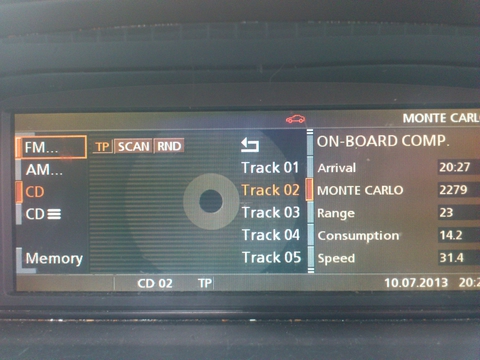 MONTE CARLO
FM...
TP SCAN RND
ON-BOARD COMP.
AM...
Track 01
Arrival 20:27
CD
Track 02
MONTE CARLO 2279
CD
Track 03
Range 23
Track 04
Consumption 14.2
Memory
Track 05
Speed 31.4
CD 02 TP
10.07.2013